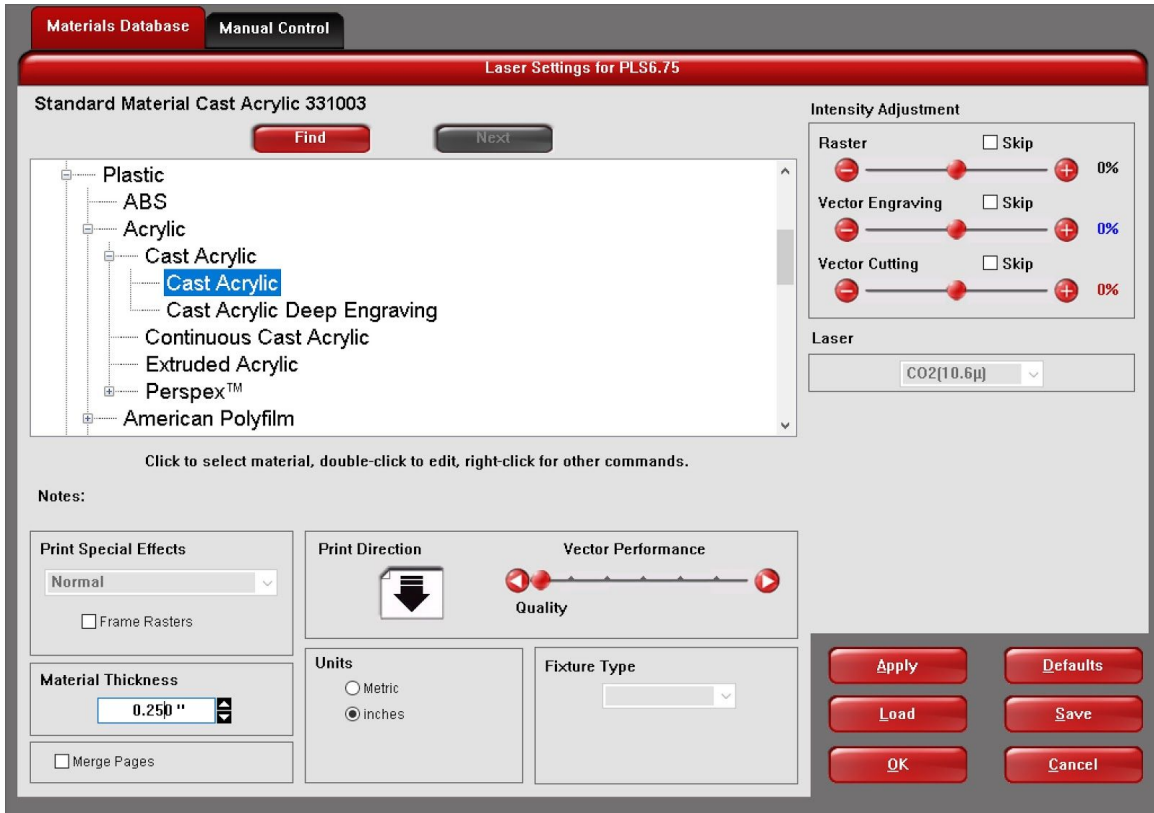 Materials Database
Manual Control
Laser Settings for PLS6.75
Standard Material Cast Acrylic 331003
Find
Next
Plastic
ABS
Acrylic
Cast Acrylic
Cast Acrylic
Cast Acrylic Deep Engraving
Continuous Cast Acrylic
Extruded Acrylic
Perspex™
American Polyfilm
Click to select material, double-click to edit, right-click for other commands.
Notes:
Intensity Adjustment
Raster Skip
0%
Vector Engraving Skip
0%
Vector Cutting Skip
0%
Laser
CO2(10.6µ)
Print Special Effects
Normal
Frame Rasters
Print Direction
Vector Performance
Quality
Material Thickness
0.250 "
Merge Pages
Units
Metric
inches
Fixture Type
Apply
Defaults
Load
Save
OK
Cancel